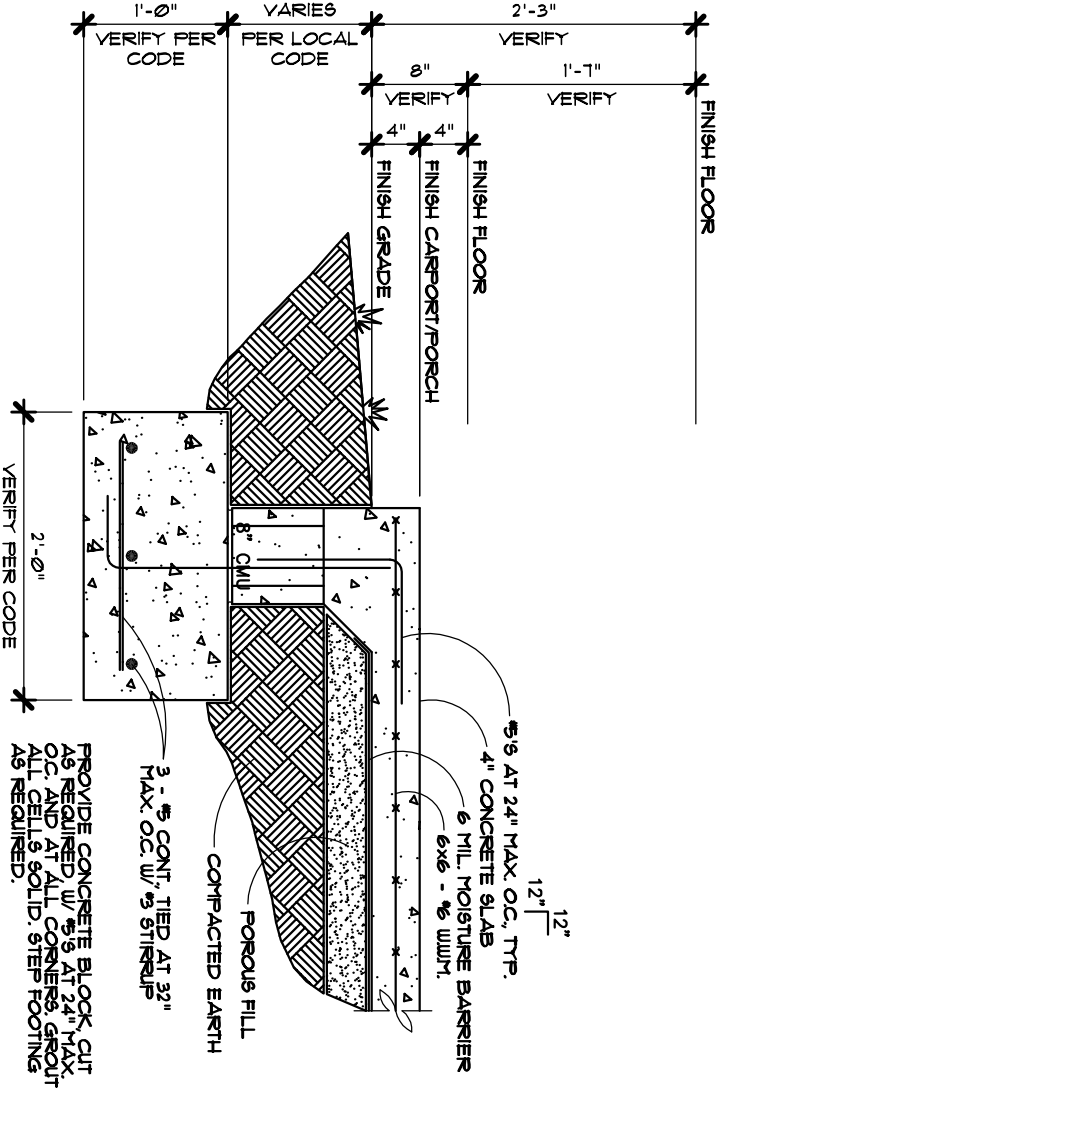 1'-0"
VERIFY PER
CODE
VARIES
PER LOCAL
CODE
2'-3"
VERIFY
8"
VERIFY
1'-7"
VERIFY
4"
4"
FINISH FLOOR
FINISH FLOOR
FINISH CARPORT/PORCH
FINISH GRADE
8" CMU
2'-0"
VERIFY PER CODE
12"
12"
#5'S AT 24" MAX. O.C., TYP.
4" CONCRETE SLAB
6 MIL. MOISTURE BARRIER
6x6 - #6 W.W.M.
POROUS FILL
COMPACTED EARTH
3 - #5 CONT., TIED AT 32"
MAX. O.C. W/ #3 STIRRUP
PROVIDE CONCRETE BLOCK, CUT
AS REQUIRED, W/ #5'S AT 24" MAX.
O.C. AND AT ALL CORNERS. GROUT
ALL CELLS SOLID. STEP FOOTING
AS REQUIRED.